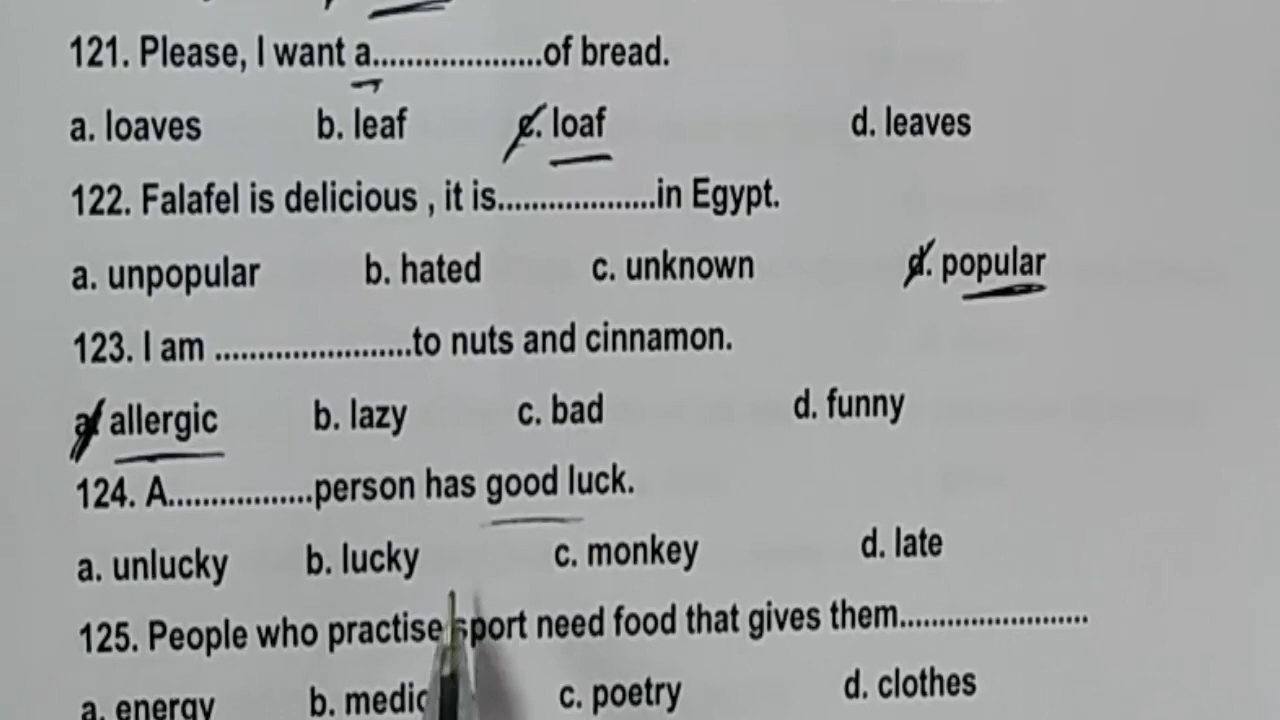 121. Please, I want a....................of bread.
a. loaves b. leaf c. loaf d. leaves
122. Falafel is delicious , it is...................in Egypt.
a. unpopular b. hated c. unknown d. popular
123. I am .......................to nuts and cinnamon.
a. allergic b. lazy c. bad d. funny
124. A.................person has good luck.
a. unlucky b. lucky c. monkey d. late
125. People who practise sport need food that gives them......................
a. energy b. c. poetry d. clothes